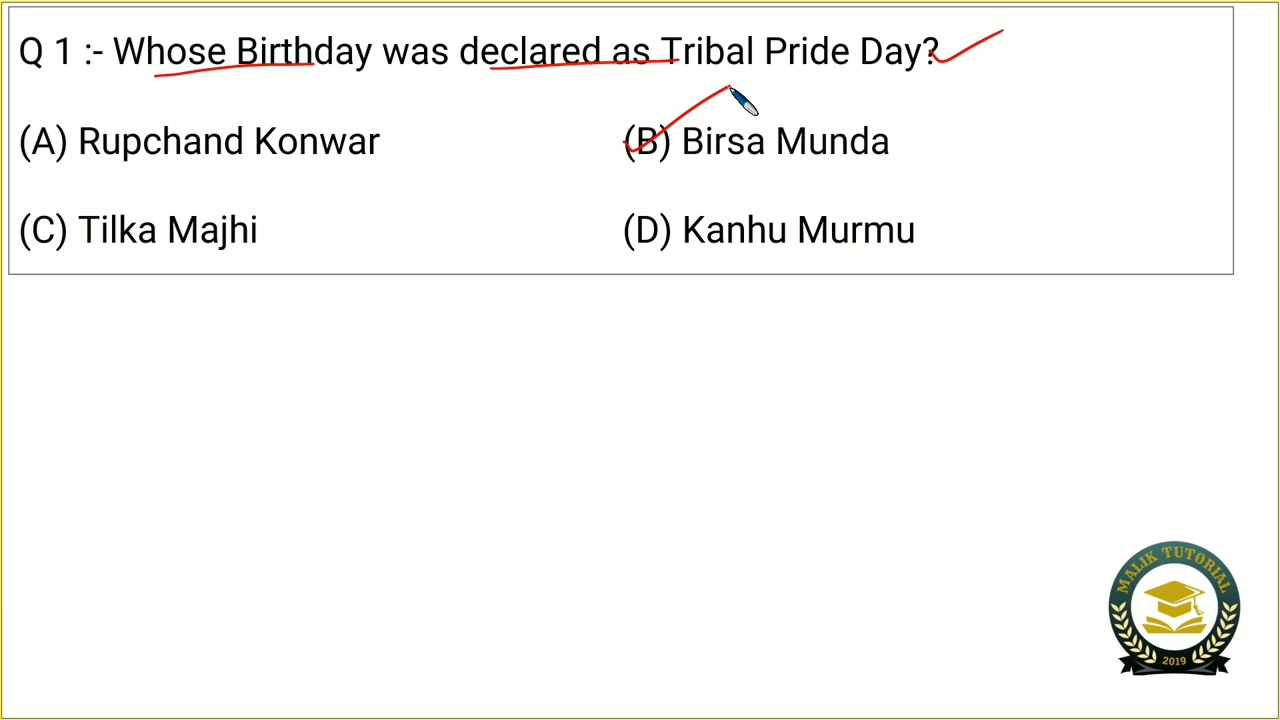 Q 1 :- Whose Birthday was declared as Tribal Pride Day?
(A) Rupchand Konwar
(B) Birsa Munda
(C) Tilka Majhi
(D) Kanhu Murmu
MALIK TUTORIAL
2019